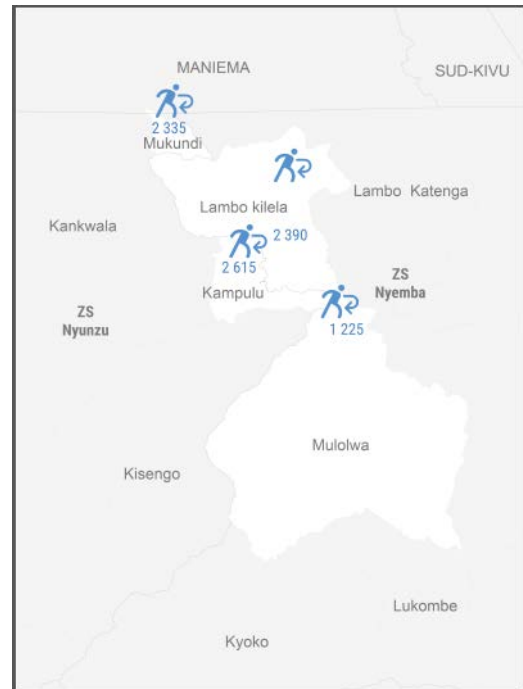 MANIEMA
SUD-KIVU
2 335
Mukundi
Lambo Katenga
Lambo kilela
Kankwala
2 390
2 615
Kampulu
ZS
Nyemba
ZS
Nyunzu
1 225
Mulolwa
Kisengo
Lukombe
Kyoko